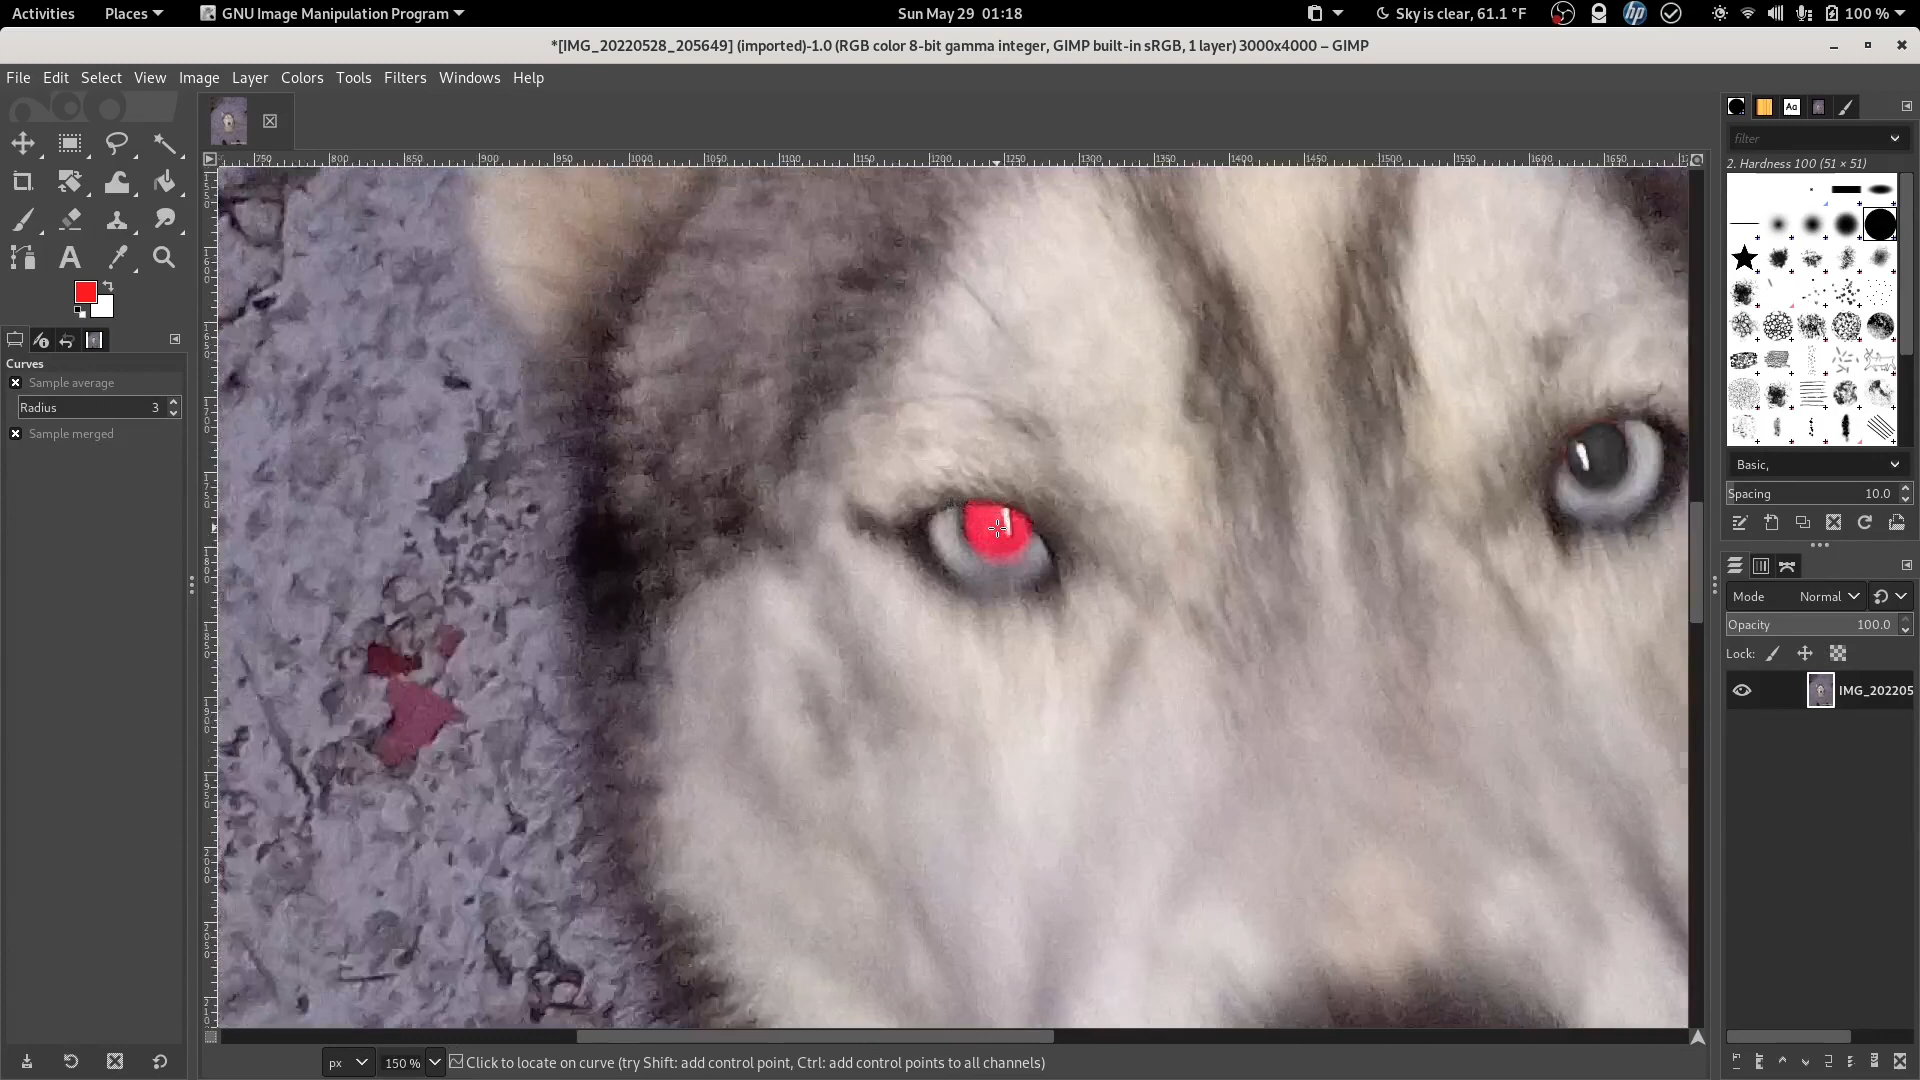 Activities Places GNU Image Manipulation Program Sun May 29 01:18 Sky is clear, 61.1 °F 100 %
*[IMG_20220528_205649] (imported)-1.0 (RGB color 8-bit gamma integer, GIMP built-in sRGB, 1 layer) 3000x4000 – GIMP
File Edit Select View Image Layer Colors Tools Filters Windows Help
filter
750 800 850 900 950 1000 1050 1100 1150 1200 1250 1300 1350 1400 1450 1500 1550 1600 1650
2. Hardness 100 (51 × 51)
Curves
Sample average
Radius 3
Sample merged
Basic,
Spacing 10.0
Mode Normal
Opacity 100.0
Lock:
IMG_202205
px 150 % Click to locate on curve (try Shift: add control point, Ctrl: add control points to all channels)